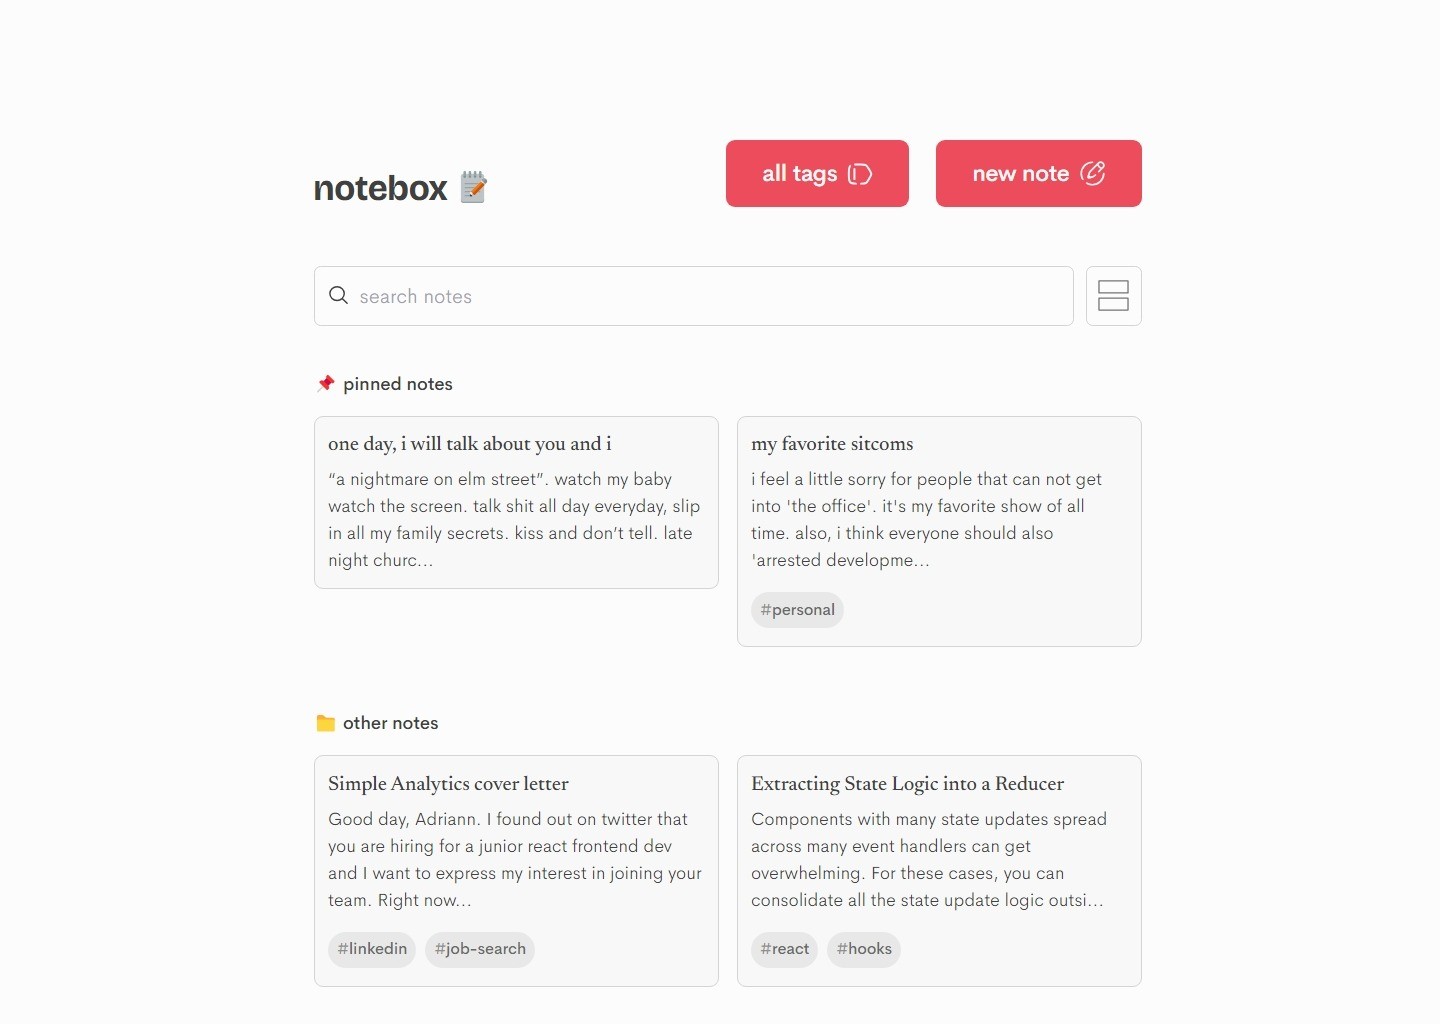 notebox
all tags
new note
search notes
pinned notes
one day, i will talk about you and i
“a nightmare on elm street”. watch my baby
watch the screen. talk shit all day everyday, slip
in all my family secrets. kiss and don’t tell. late
night churc...
my favorite sitcoms
i feel a little sorry for people that can not get
into 'the office'. it's my favorite show of all
time. also, i think everyone should also
'arrested developme...
#personal
other notes
Simple Analytics cover letter
Good day, Adriann. I found out on twitter that
you are hiring for a junior react frontend dev
and I want to express my interest in joining your
team. Right now...
#linkedin #job-search
Extracting State Logic into a Reducer
Components with many state updates spread
across many event handlers can get
overwhelming. For these cases, you can
consolidate all the state update logic outsi...
#react #hooks